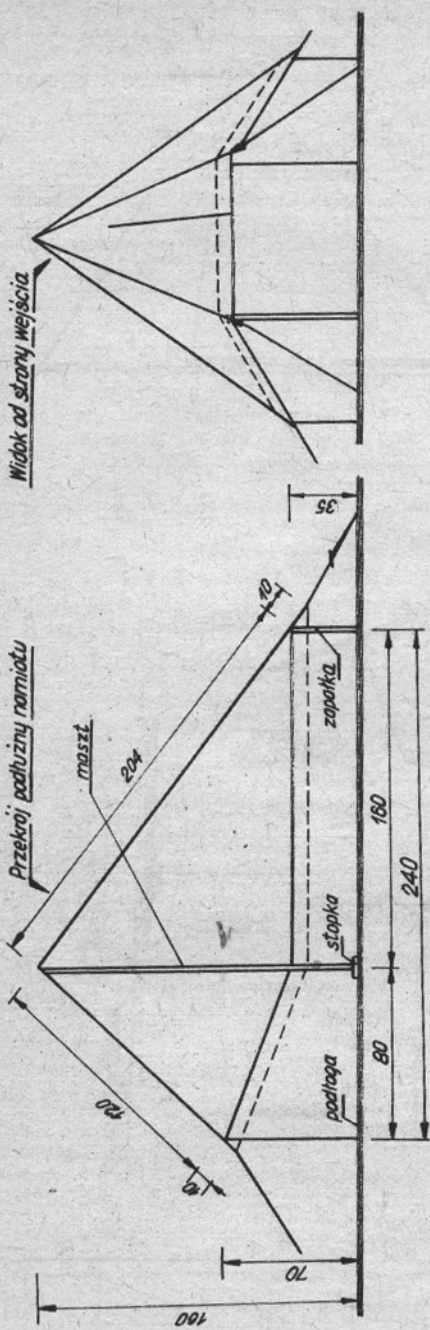 Przekrój podłużny namiotu
maszt
120
204
10
10
160
70
35
podłoga
stopka
zapałka
80
160
240
Widok od strony wejścia